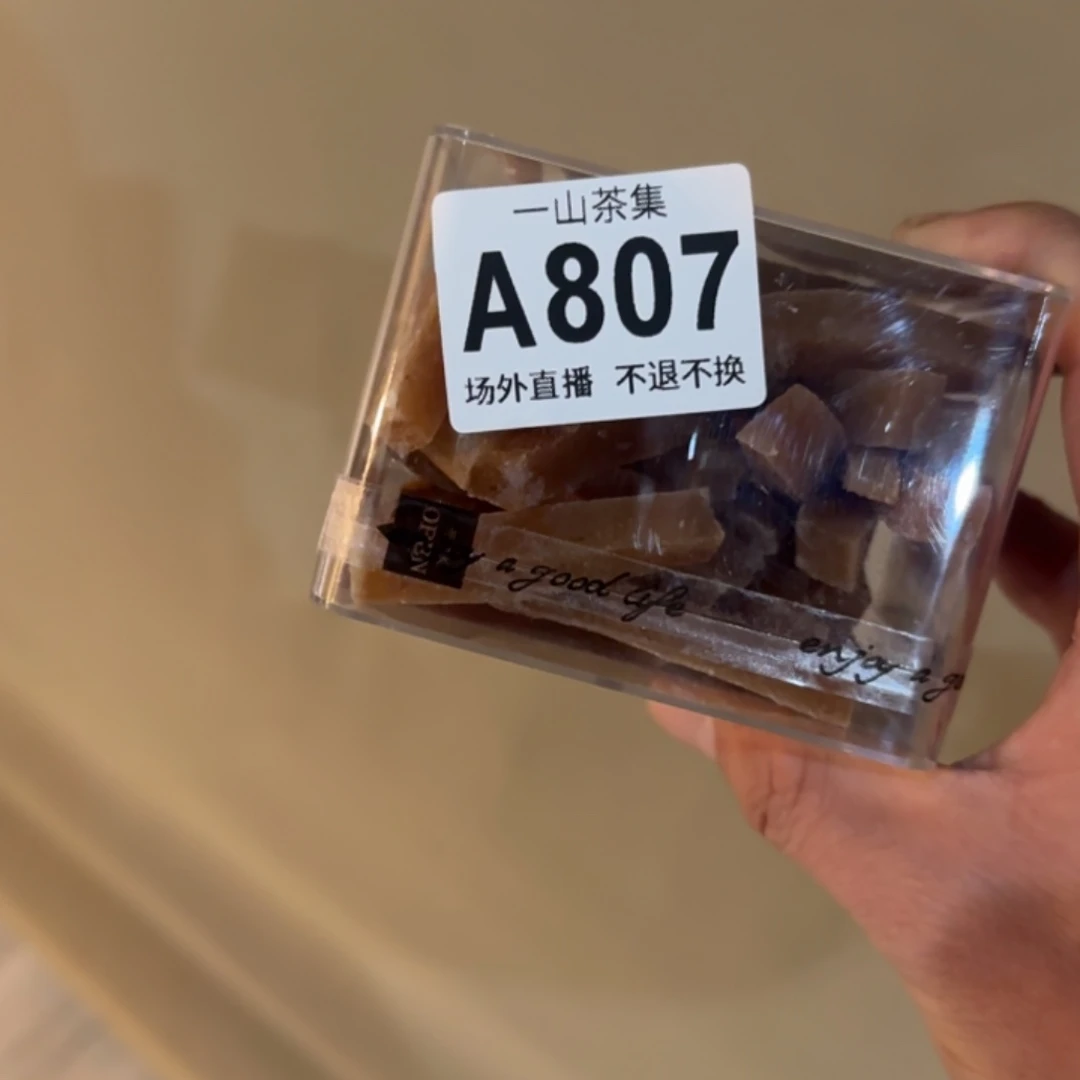 一山茶集
A807
场外直播 不退不换
OPEN
a good life
enjoy a